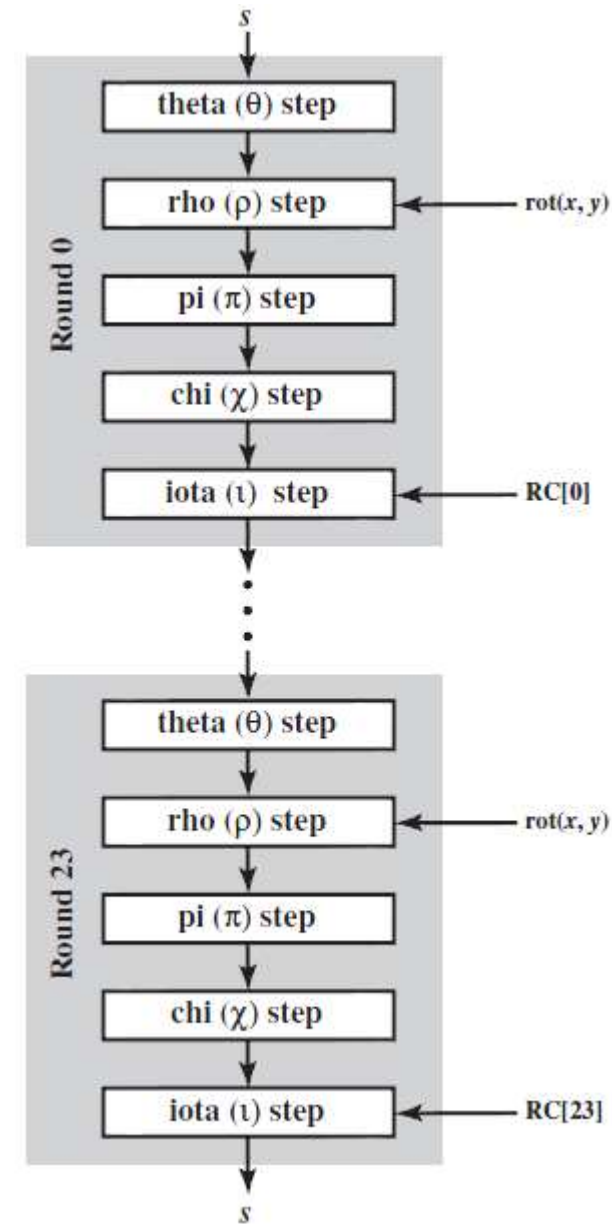 s
Round 0
theta (θ) step
rho (ρ) step
rot(x, y)
pi (π) step
chi (χ) step
iota (ι) step
RC[0]
Round 23
theta (θ) step
rho (ρ) step
rot(x, y)
pi (π) step
chi (χ) step
iota (ι) step
RC[23]
s